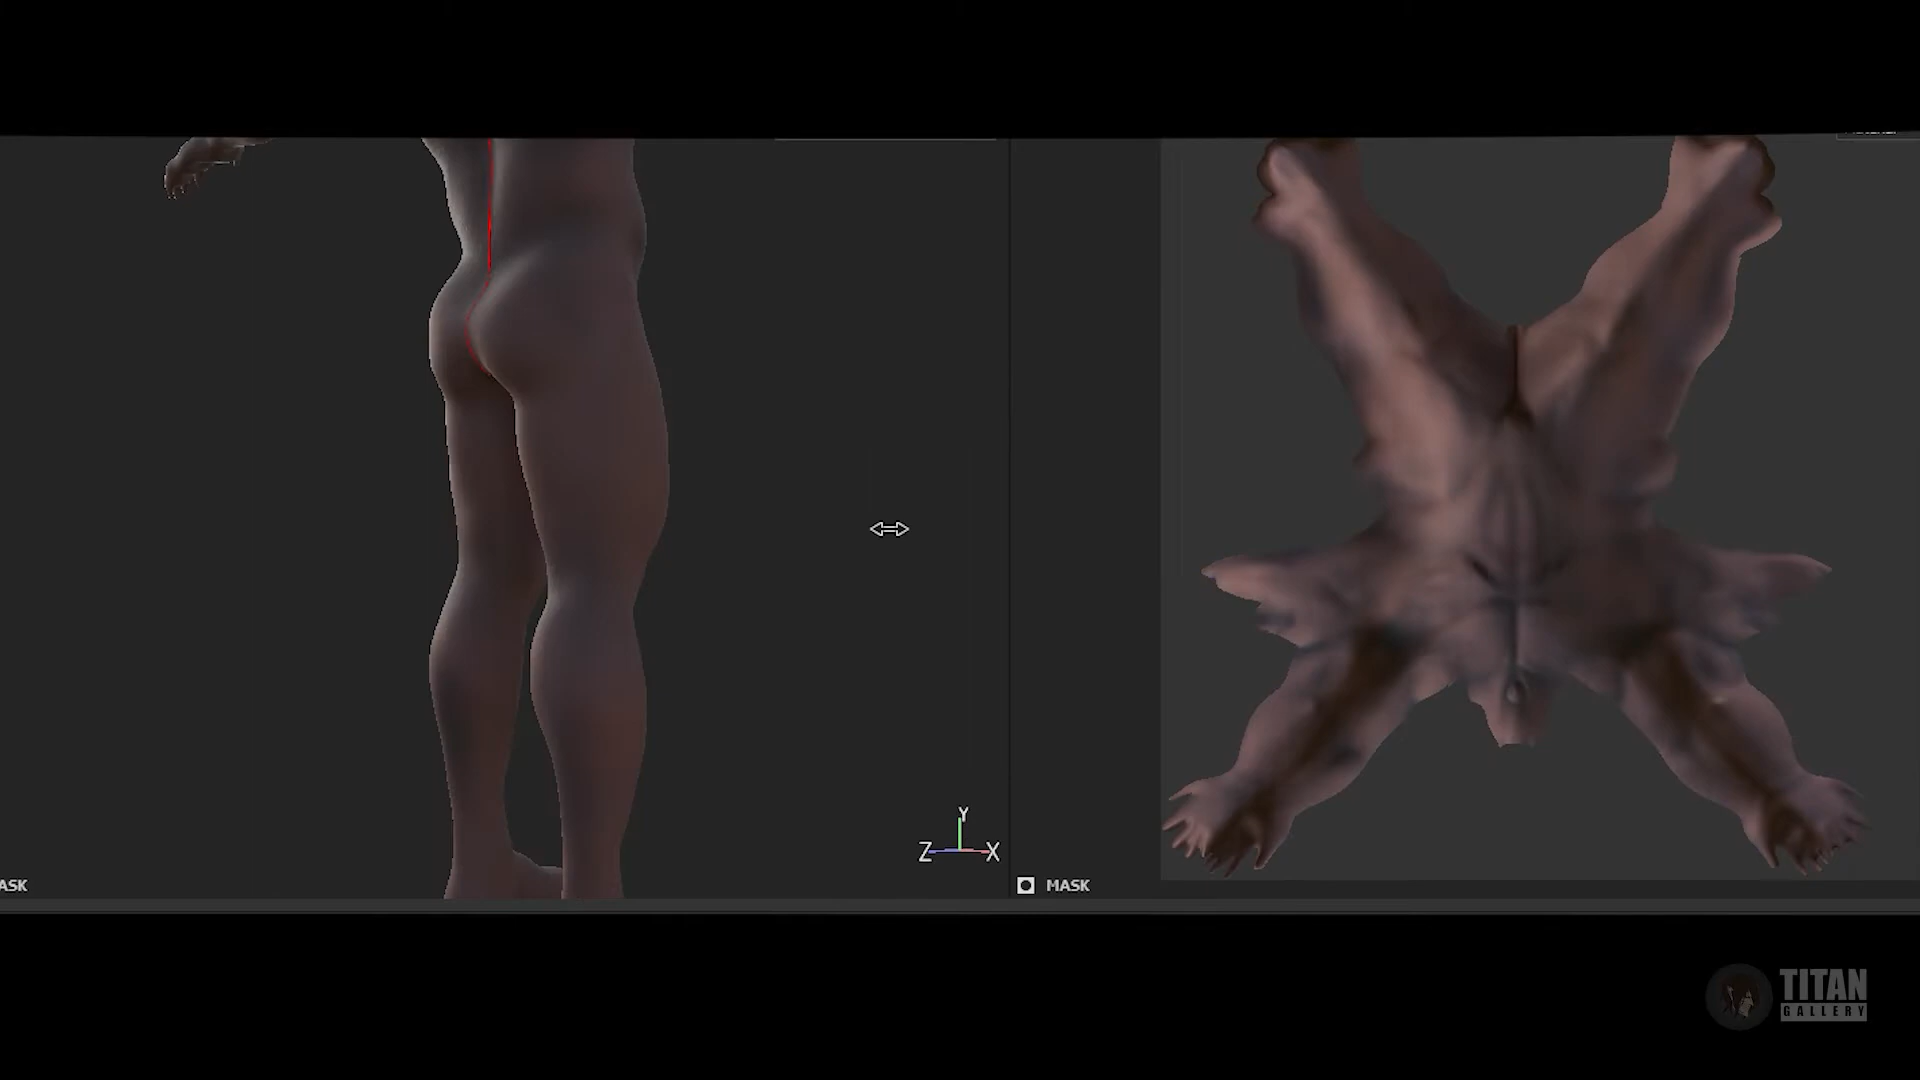 Y
Z X
ASK
MASK
TITAN
GALLERY